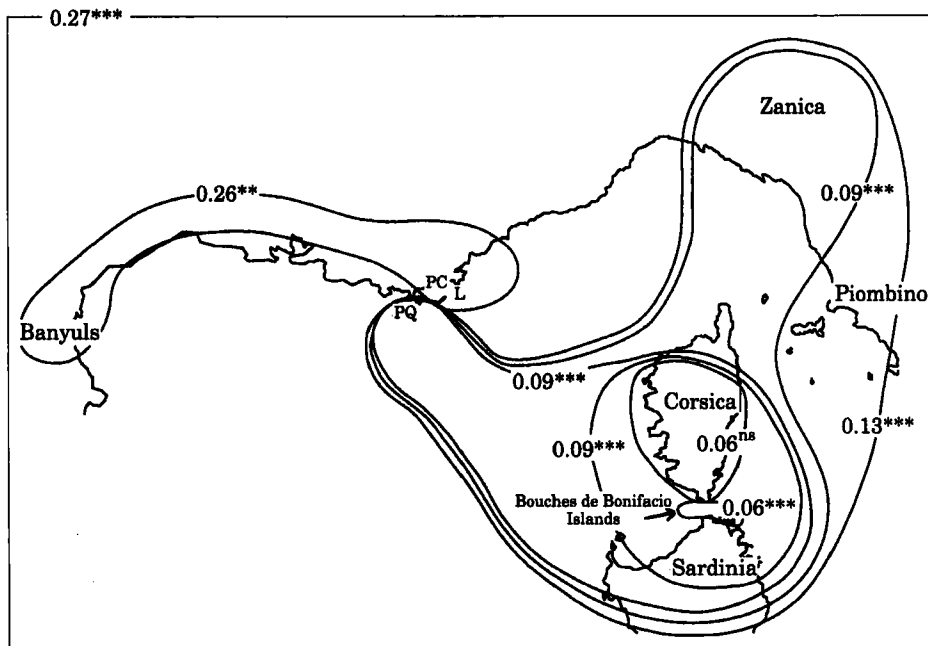 0.27***
Zanica
0.26**
0.09***
PC
L
PQ
Piombino
Banyuls
0.09***
Corsica
0.13***
0.09***
0.06ns
Bouches de Bonifacio
Islands
0.06***
Sardinia